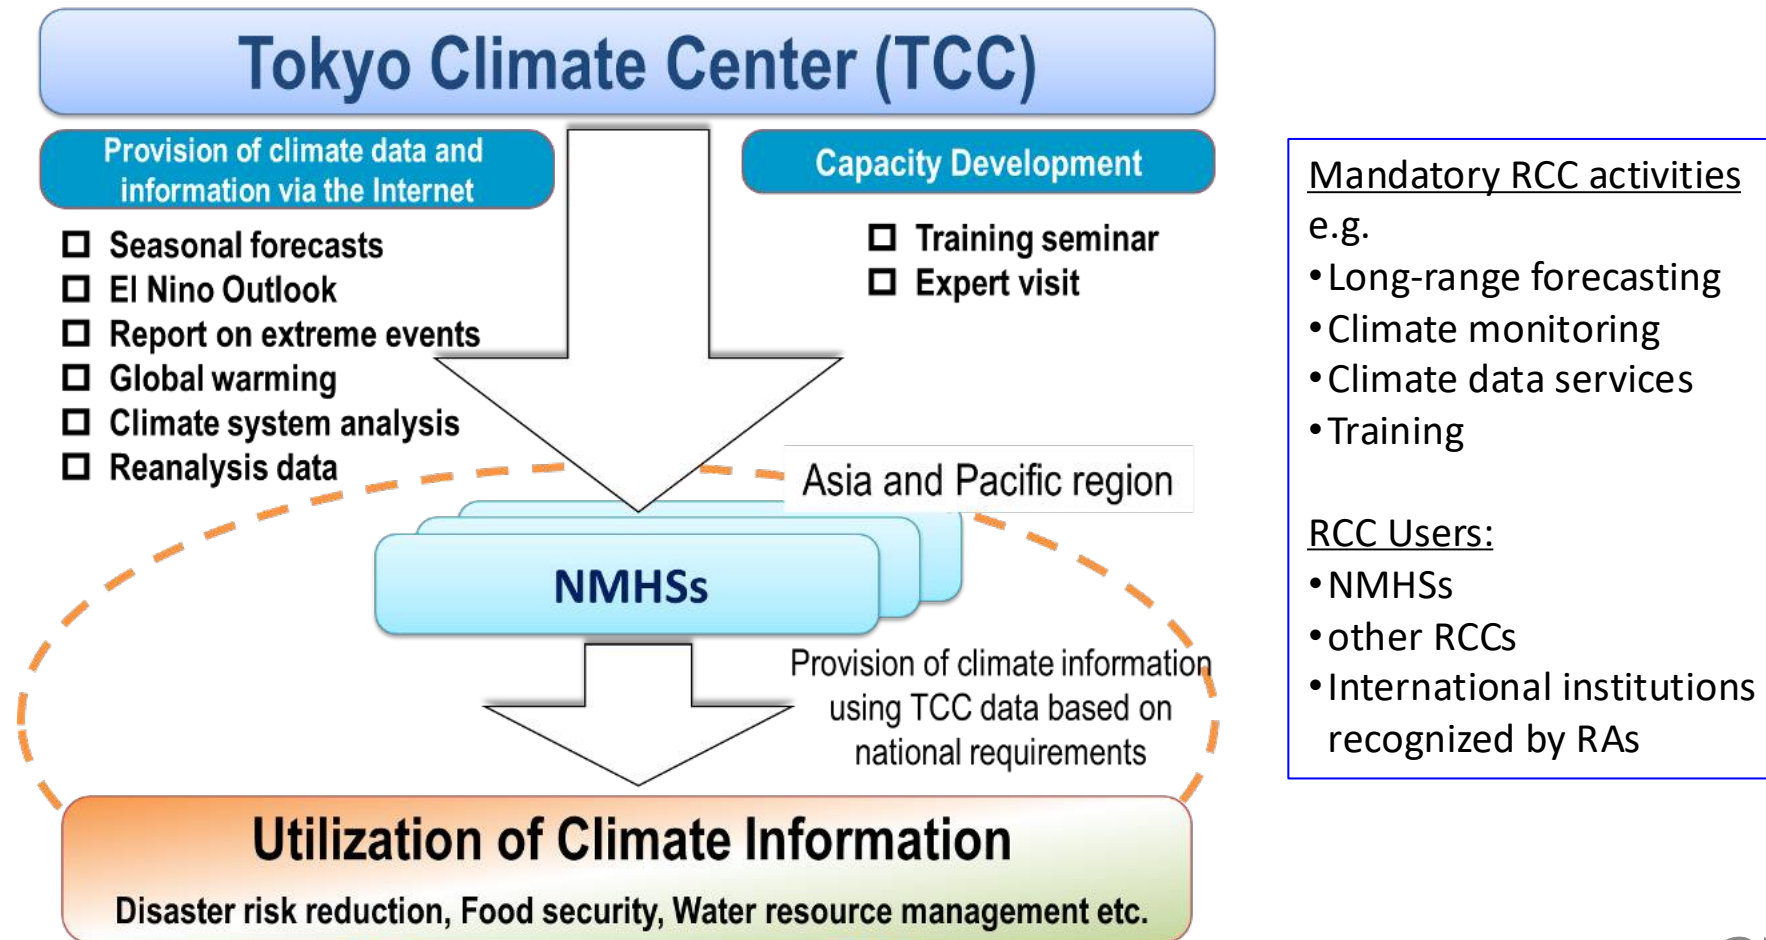 Tokyo Climate Center (TCC)
Provision of climate data and
information via the Internet
Seasonal forecasts
El Nino Outlook
Report on extreme events
Global warming
Climate system analysis
Reanalysis data
Capacity Development
Training seminar
Expert visit
Asia and Pacific region
NMHSs
Provision of climate information
using TCC data based on
national requirements
Utilization of Climate Information
Disaster risk reduction, Food security, Water resource management etc.
Mandatory RCC activities
e.g.
•Long-range forecasting
•Climate monitoring
•Climate data services
•Training
RCC Users:
•NMHSs
•other RCCs
•International institutions
recognized by RAs